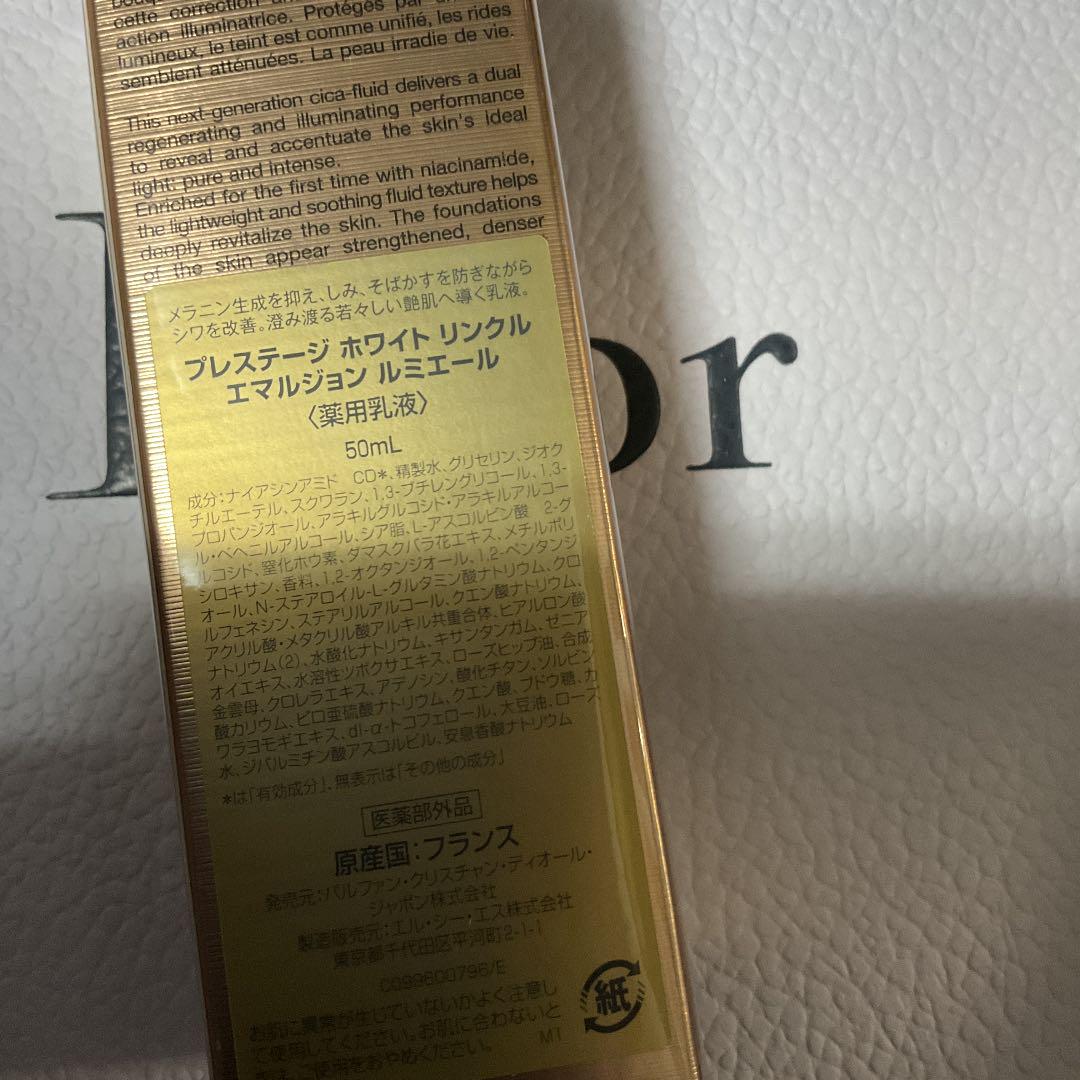 cette correction
action illuminatrice. Protégés par
lumineux, le teint est comme unifié, les rides
semblent atténuées. La peau irradie de vie.
This next-generation cica-fluid delivers a dual
regenerating and illuminating performance
to reveal and accentuate the skin's ideal
light: pure and intense.
Enriched for the first time with niacinamide,
the lightweight and soothing fluid texture helps
deeply revitalize the skin. The foundations
of the skin appear strengthened, denser
メラニン生成を抑え、しみ、そばかすを防ぎながら
シワを改善。澄み渡る若々しい艶肌へ導く乳液。
プレステージ ホワイト リンクル
エマルジョン ルミエール
〈薬用乳液〉
50mL
成分:ナイアシンアミド CD*、精製水、グリセリン、ジオク
チルエーテル、スクワラン、1,3-ブチレングリコール、1,3-
プロパンジオール、アラキルグルコシド・アラキルアルコー
ル・ベヘニルアルコール、シア脂、L-アスコルビン酸 2-グ
ルコシド、窒化ホウ素、ダマスクバラ花エキス、メチルポリ
シロキサン、香料、1,2-オクタンジオール、1,2-ペンタンジ
オール、N-ステアロイル-L-グルタミン酸ナトリウム、クロ
ルフェネシン、ステアリルアルコール、クエン酸ナトリウム、
アクリル酸・メタクリル酸アルキル共重合体、ヒアルロン酸
ナトリウム(2)、水酸化ナトリウム、キサンタンガム、ゼニア
オイエキス、水溶性ツボクサエキス、ローズヒップ油、合成
金雲母、クロレラエキス、アデノシン、酸化チタン、ソルビン
酸カリウム、ピロ亜硫酸ナトリウム、クエン酸、ブドウ糖、カ
ワラヨモギエキス、dl-α-トコフェロール、大豆油、ローズ
水、ジパルミチン酸アスコルビル、安息香酸ナトリウム
*は「有効成分」、無表示は「その他の成分」
医薬部外品
原産国:フランス
発売元:パルファン・クリスチャン・ディオール・
ジャポン株式会社
製造販売元:エル・シー・エス株式会社
東京都千代田区平河町2-1-1
C099600796/E
お肌に異常が生じていないかよく注意し
て使用してください。お肌に合わないと
ご使用をおやめください。
M1
紙
or